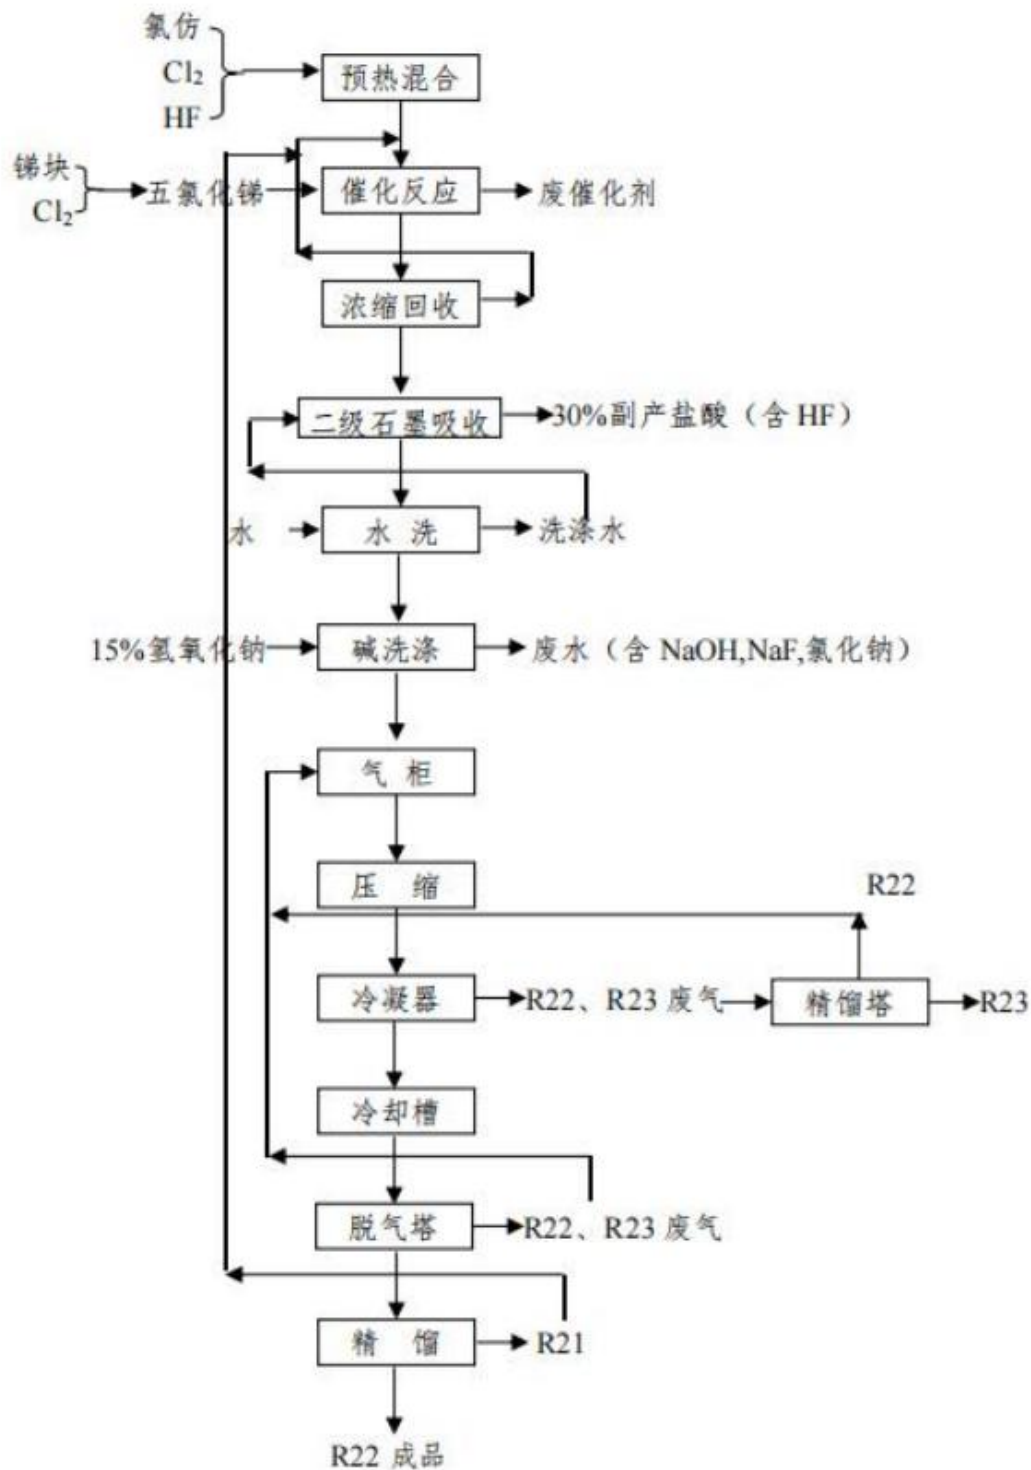 氯仿
Cl₂
HF
预热混合
锑块
Cl₂
五氯化锑
催化反应
废催化剂
浓缩回收
二级石墨吸收
30%副产盐酸（含 HF）
水
水 洗
洗涤水
15%氢氧化钠
碱洗涤
废水（含 NaOH,NaF,氯化钠）
气 柜
压 缩
R22
冷凝器
R22、R23 废气
精馏塔
R23
冷却槽
脱气塔
R22、R23 废气
精 馏
R21
R22 成品